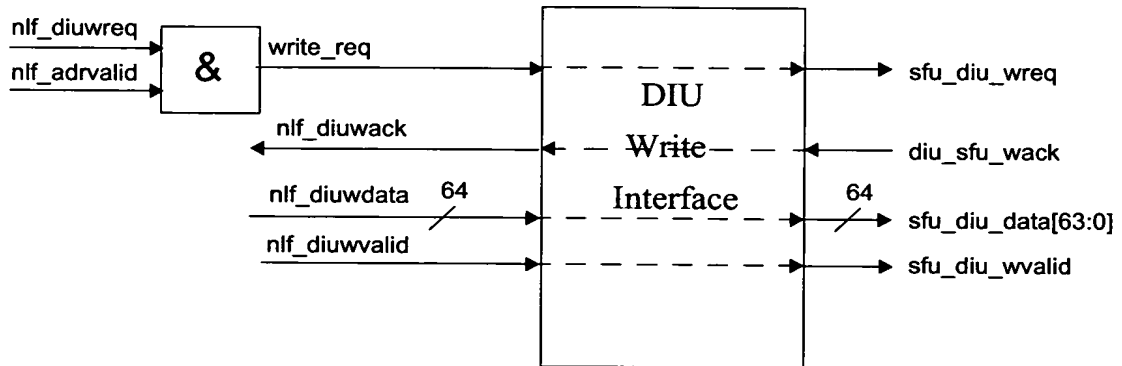 nlf_diuwreq
nlf_adrvalid
&
write_req
sfu_diu_wreq
DIU
nlf_diuwack
Write
diu_sfu_wack
nlf_diuwdata
64
Interface
64
sfu_diu_data[63:0]
nlf_diuwvalid
sfu_diu_wvalid